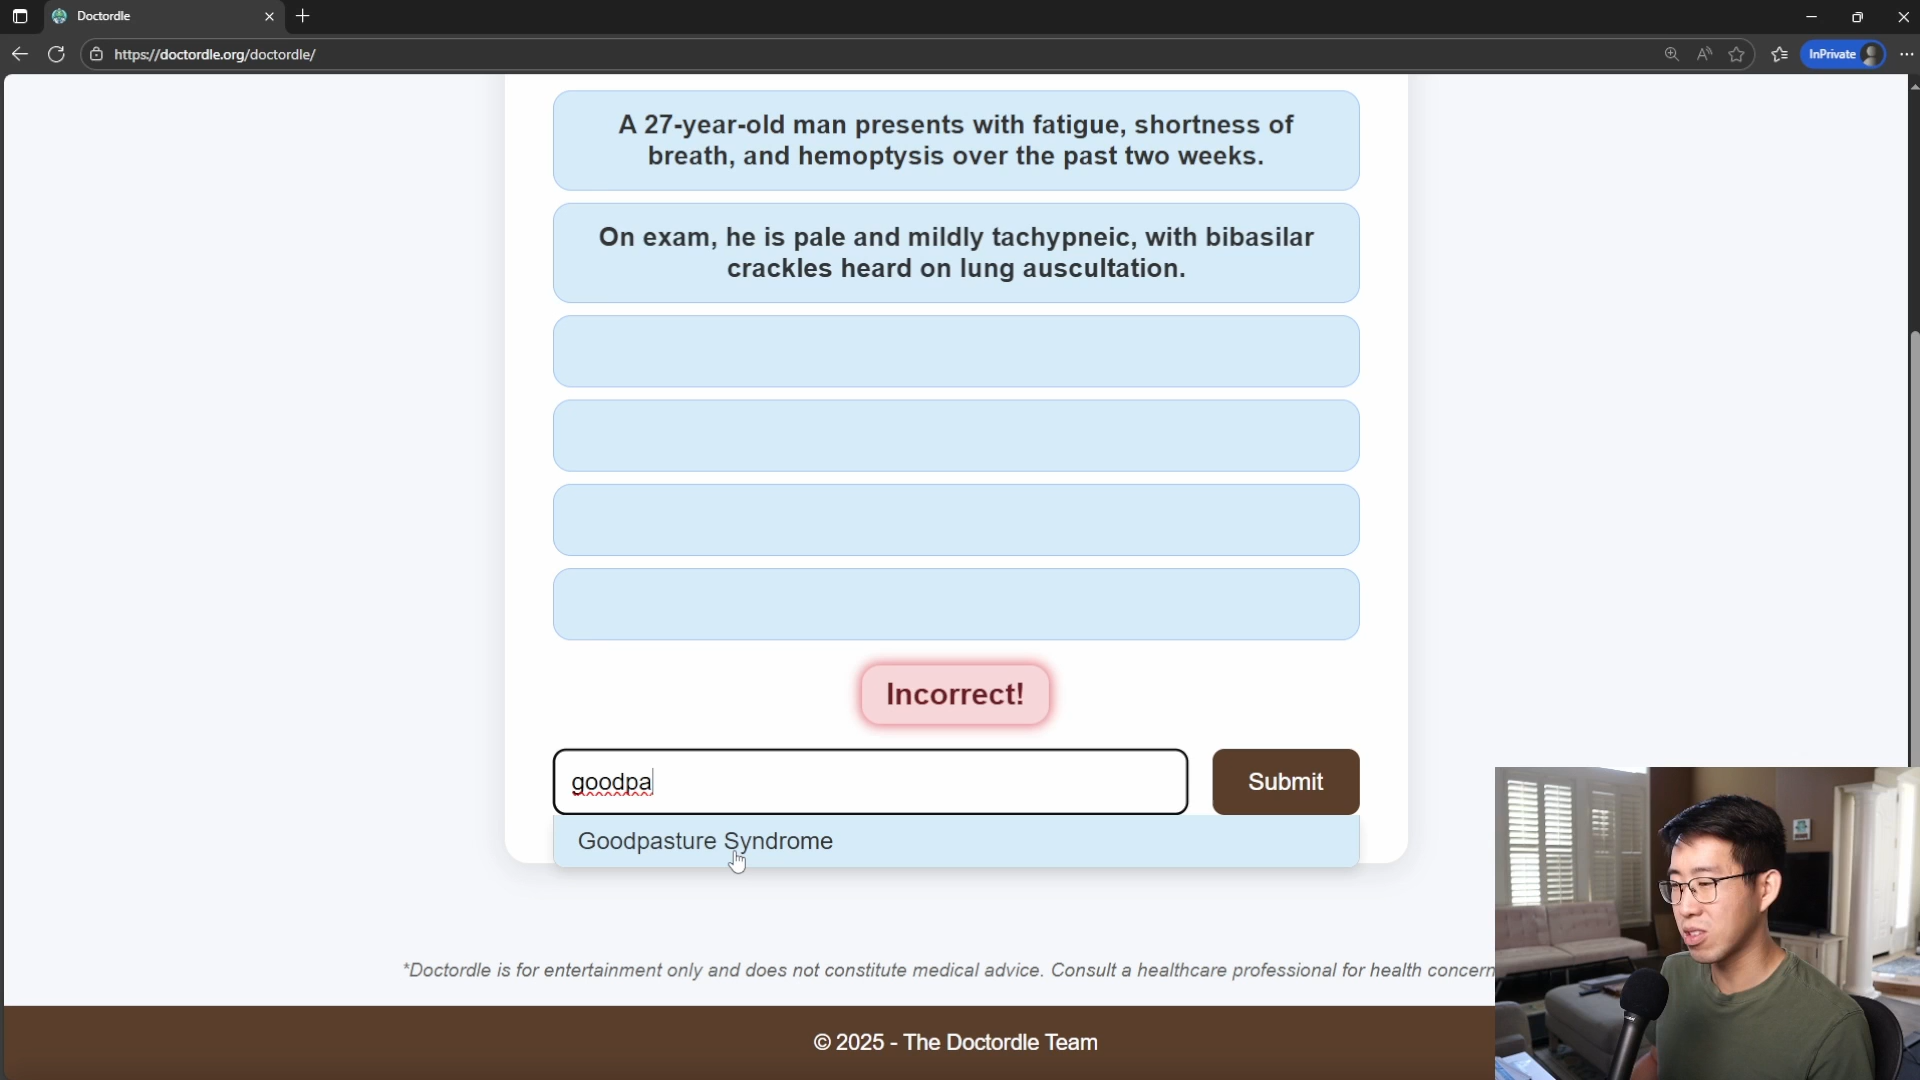 Doctordle
https://doctordle.org/doctordle/
InPrivate
A 27-year-old man presents with fatigue, shortness of
breath, and hemoptysis over the past two weeks.
On exam, he is pale and mildly tachypneic, with bibasilar
crackles heard on lung auscultation.
Incorrect!
goodpa
Submit
Goodpasture Syndrome
*Doctordle is for entertainment only and does not constitute medical advice. Consult a healthcare professional for health concern
© 2025 - The Doctordle Team